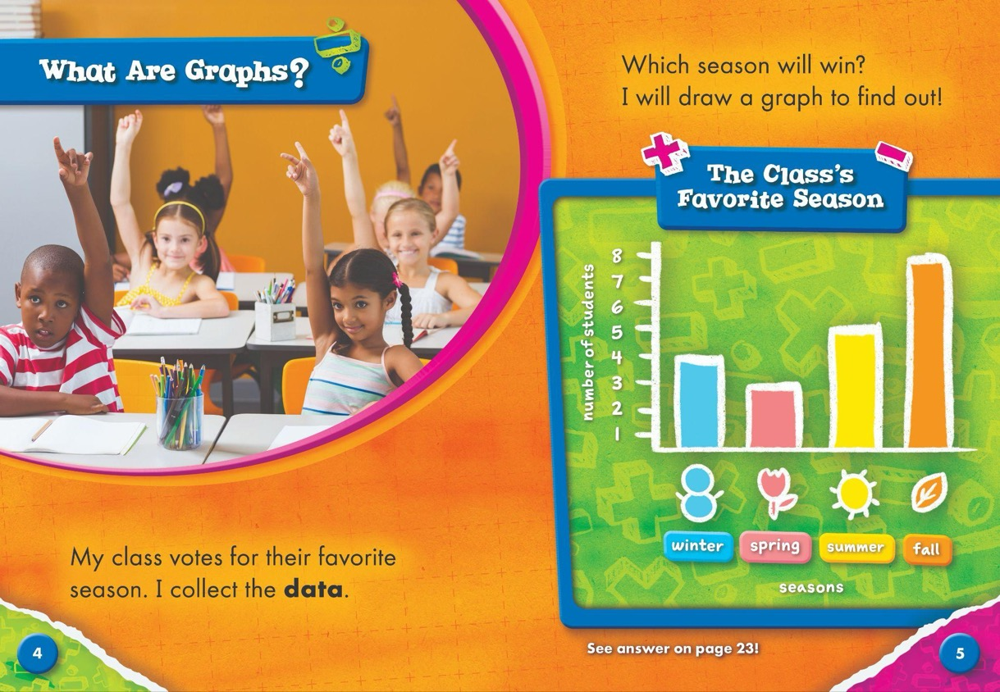 What Are Graphs?
My class votes for their favorite
season. I collect the data.
4
Which season will win?
I will draw a graph to find out!
The Class's
Favorite Season
number of students
8
7
6
5
4
3
2
1
winter spring summer fall
seasons
See answer on page 23!
5